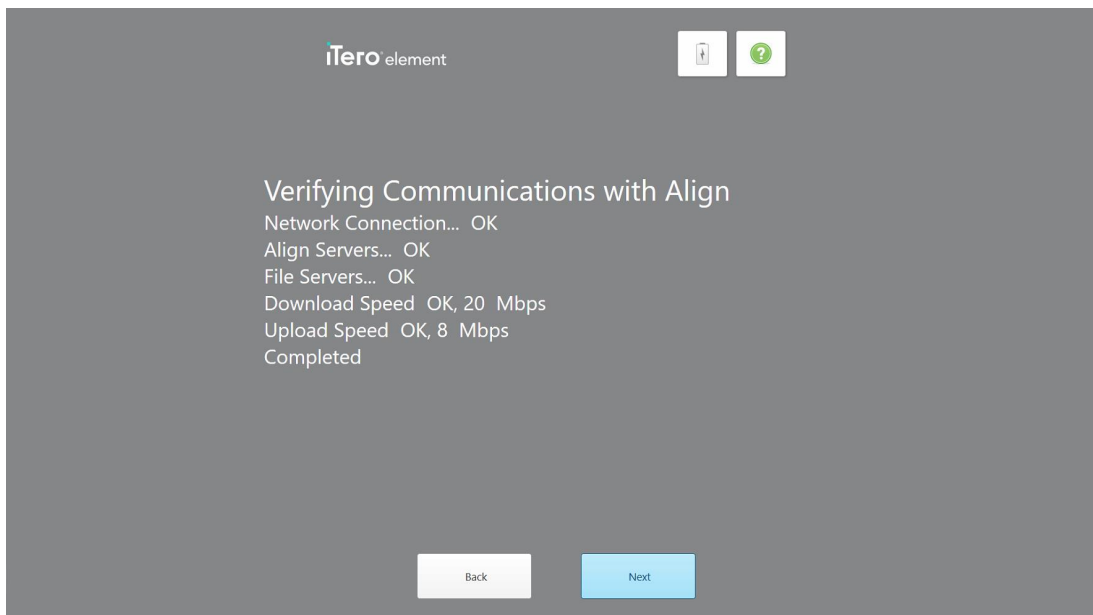 iTero element
?
Verifying Communications with Align
Network Connection... OK
Align Servers... OK
File Servers... OK
Download Speed OK, 20 Mbps
Upload Speed OK, 8 Mbps
Completed
Back
Next